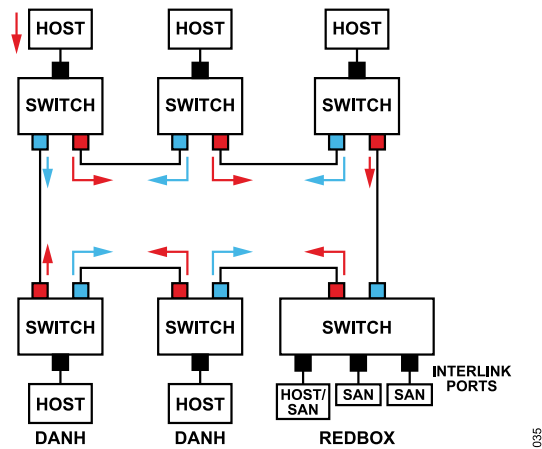 HOST HOST HOST
SWITCH SWITCH SWITCH
SWITCH SWITCH SWITCH
INTERLINK
PORTS
HOST HOST HOST/
SAN SAN SAN
DANH DANH REDBOX
035